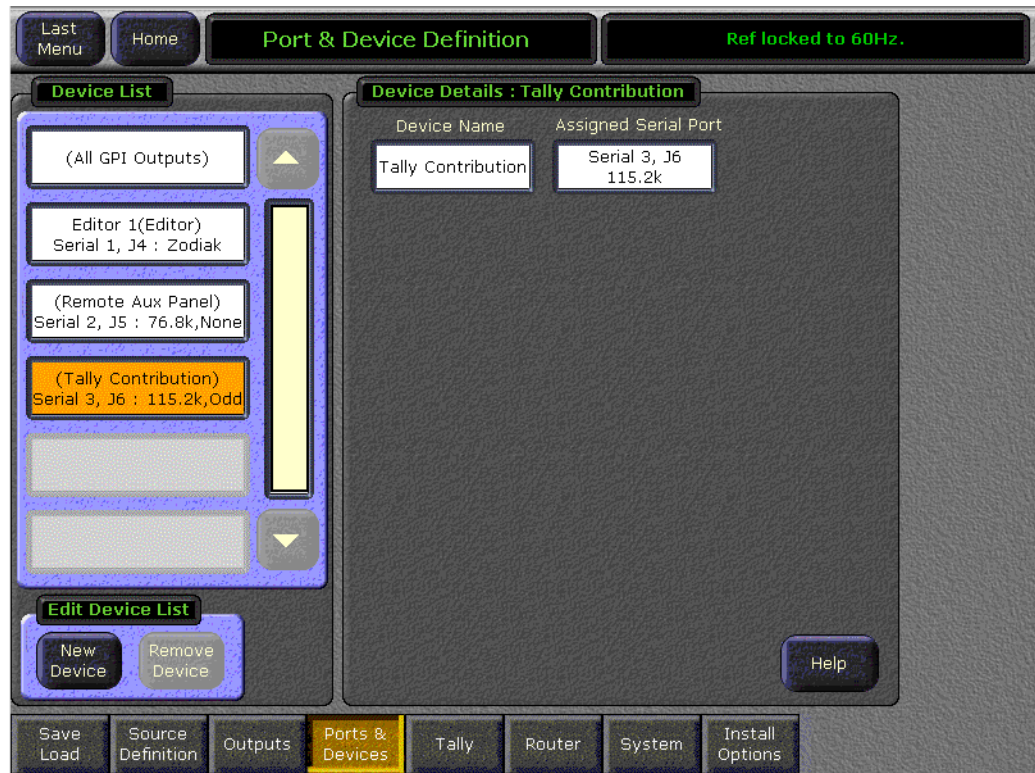 Last
Menu
Home
Port & Device Definition
Ref locked to 60Hz.
Device List
(All GPI Outputs)
Editor 1(Editor)
Serial 1, J4 : Zodiak
(Remote Aux Panel)
Serial 2, J5 : 76.8k,None
(Tally Contribution)
Serial 3, J6 : 115.2k,Odd
Edit Device List
New
Device
Remove
Device
Device Details : Tally Contribution
Device Name
Assigned Serial Port
Tally Contribution
Serial 3, J6
115.2k
Help
Save
Load
Source
Definition
Outputs
Ports &
Devices
Tally
Router
System
Install
Options